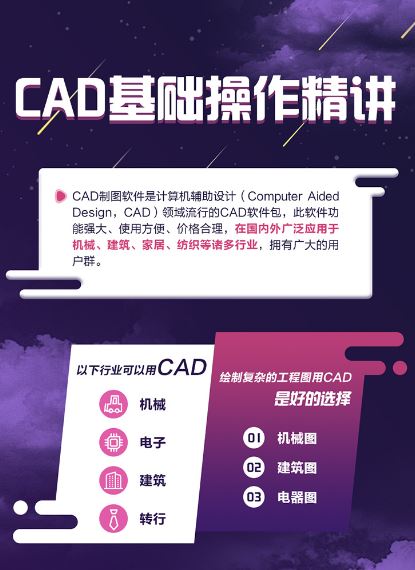 CAD基础操作精讲
CAD制图软件是计算机辅助设计（Computer Aided
Design，CAD）领域流行的CAD软件包，此软件功
能强大、使用方便、价格合理，在国内外广泛应用于
机械、建筑、家居、纺织等诸多行业，拥有广大的用
户群。
以下行业可以用CAD
机械
电子
建筑
转行
绘制复杂的工程图用CAD
是好的选择
01 机械图
02 建筑图
03 电器图